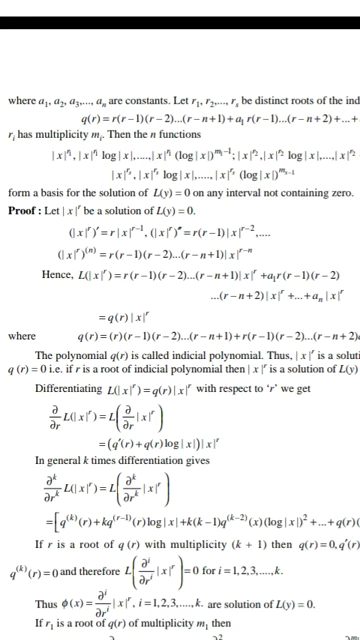 where a₁, a₂, a₃,..., aₙ are constants. Let r₁, r₂,..., rₛ be distinct roots of the ind
q(r) = r(r−1)(r−2)...(r−n+1)+a₁ r(r−1)...(r−n+2)+...+
rᵢ has multiplicity mᵢ. Then the n functions
|x|^{r₁}, |x|^{r₁} log|x|,....,|x|^{r₁}(log|x|)^{m₁−1}; |x|^{r₂}, |x|^{r₂} log|x|,...,|x|^{r₂}
|x|^{rₛ}, |x|^{rₛ} log|x|,...., |x|^{rₛ}(log|x|)^{mₛ−1}
form a basis for the solution of L(y) = 0 on any interval not containing zero.
Proof : Let |x|^r be a solution of L(y) = 0.
(|x|^r)′ = r|x|^{r−1}, (|x|^r)″ = r(r−1)|x|^{r−2},....
(|x|^r)^{(n)} = r(r−1)(r−2)...(r−n+1)|x|^{r−n}
Hence, L(|x|^r) = r(r−1)(r−2)...(r−n+1)|x|^r + a₁r(r−1)(r−2)
...(r−n+2)|x|^r +...+ aₙ|x|^r
= q(r)|x|^r
where q(r) = (r)(r−1)(r−2)...(r−n+1)+r(r−1)(r−2)...(r−n+2)
The polynomial q(r) is called indicial polynomial. Thus, |x|^r is a soluti
q (r) = 0 i.e. if r is a root of indicial polynomial then |x|^r is a solution of L(y)
Differentiating L(|x|^r) = q(r)|x|^r with respect to ‘r’ we get
∂/∂r L(|x|^r) = L(∂/∂r |x|^r)
= (q′(r)+q(r)log|x|)|x|^r
In general k times differentiation gives
∂^k/∂r^k L(|x|^r) = L(∂^k/∂r^k |x|^r)
= [q^{(k)}(r)+kq^{(r−1)}(r)log|x|+k(k−1)q^{(k−2)}(x)(log|x|)²+...+q(r)(
If r is a root of q (r) with multiplicity (k + 1) then q(r)=0, q′(r)
q^{(k)}(r)=0 and therefore L(∂^i/∂r^i |x|^r) = 0 for i = 1,2,3,....,k.
Thus ϕ(x) = ∂^i/∂r^i |x|^r, i = 1,2,3,...,k. are solution of L(y) = 0.
If r₁ is a root of q(r) of multiplicity m₁ then